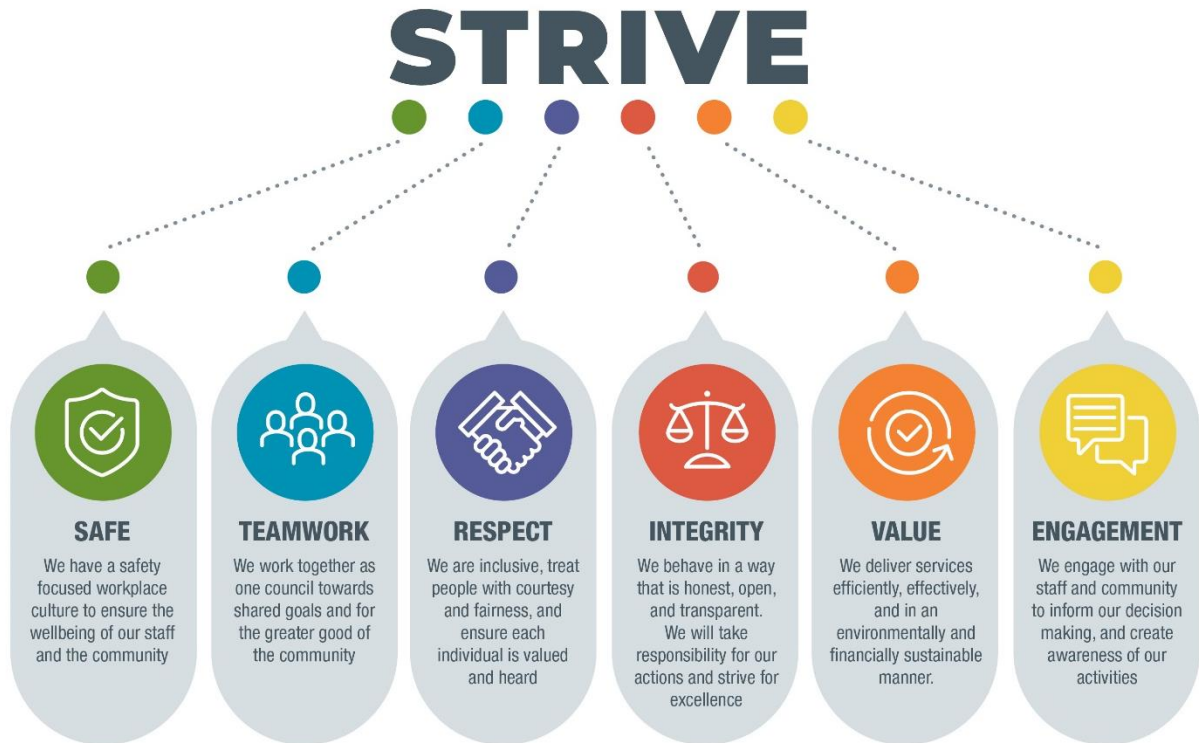 STRIVE
SAFE
We have a safety
focused workplace
culture to ensure the
wellbeing of our staff
and the community
TEAMWORK
We work together as
one council towards
shared goals and for
the greater good of
the community
RESPECT
We are inclusive, treat
people with courtesy
and fairness, and
ensure each
individual is valued
and heard
INTEGRITY
We behave in a way
that is honest, open,
and transparent.
We will take
responsibility for our
actions and strive for
excellence
VALUE
We deliver services
efficiently, effectively,
and in an
environmentally and
financially sustainable
manner.
ENGAGEMENT
We engage with our
staff and community
to inform our decision
making, and create
awareness of our
activities